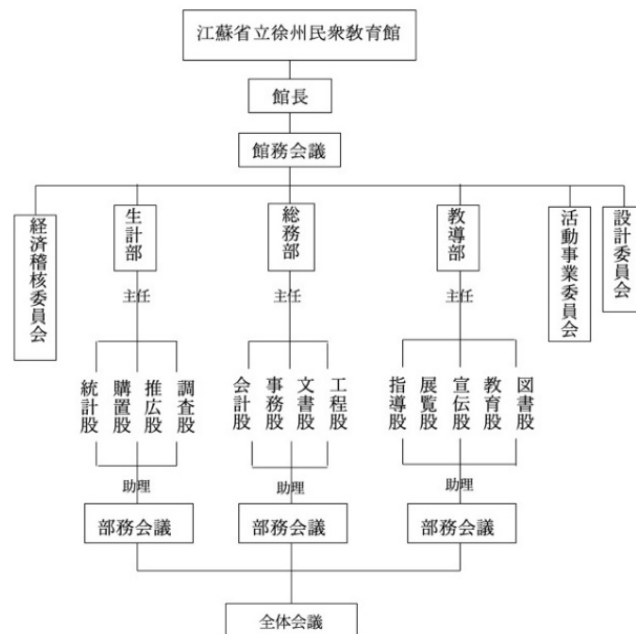 江蘇省立徐州民衆教育館
館長
館務会議
経済稽核委員会
生計部
総務部
教導部
活動事業委員会
設計委員会
主任
主任
主任
統計股
購置股
推広股
調査股
会計股
事務股
文書股
工程股
指導股
展覧股
宣伝股
教育股
図書股
助理
助理
助理
部務会議
部務会議
部務会議
全体会議